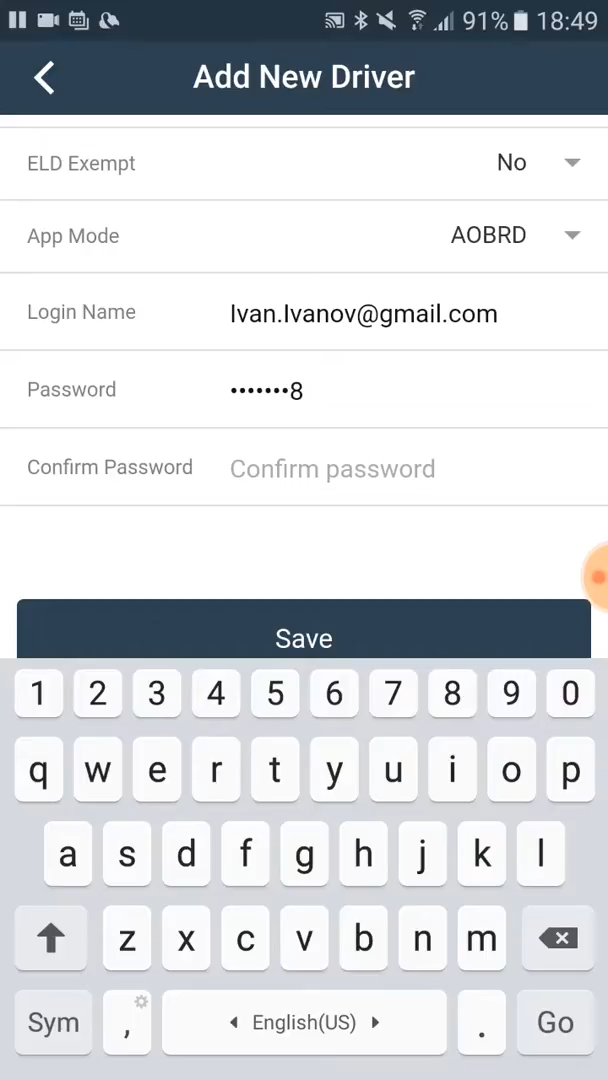 91% 18:49
Add New Driver
ELD Exempt No
App Mode AOBRD
Login Name Ivan.Ivanov@gmail.com
Password •••••••8
Confirm Password Confirm password
Save
1 2 3 4 5 6 7 8 9 0
q w e r t y u i o p
a s d f g h j k l
z x c v b n m
Sym , English(US) . Go